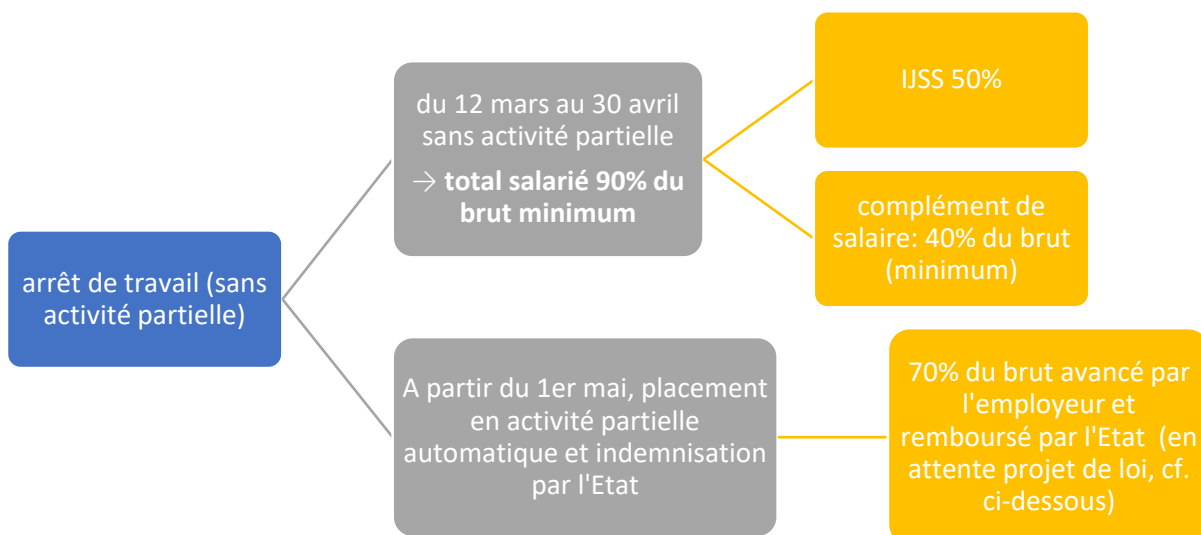 arrêt de travail (sans
activité partielle)
du 12 mars au 30 avril
sans activité partielle
→ total salarié 90% du
brut minimum
IJSS 50%
complément de
salaire: 40% du brut
(minimum)
A partir du 1er mai, placement
en activité partielle
automatique et indemnisation
par l'Etat
70% du brut avancé par
l'employeur et
remboursé par l'Etat (en
attente projet de loi, cf.
ci-dessous)